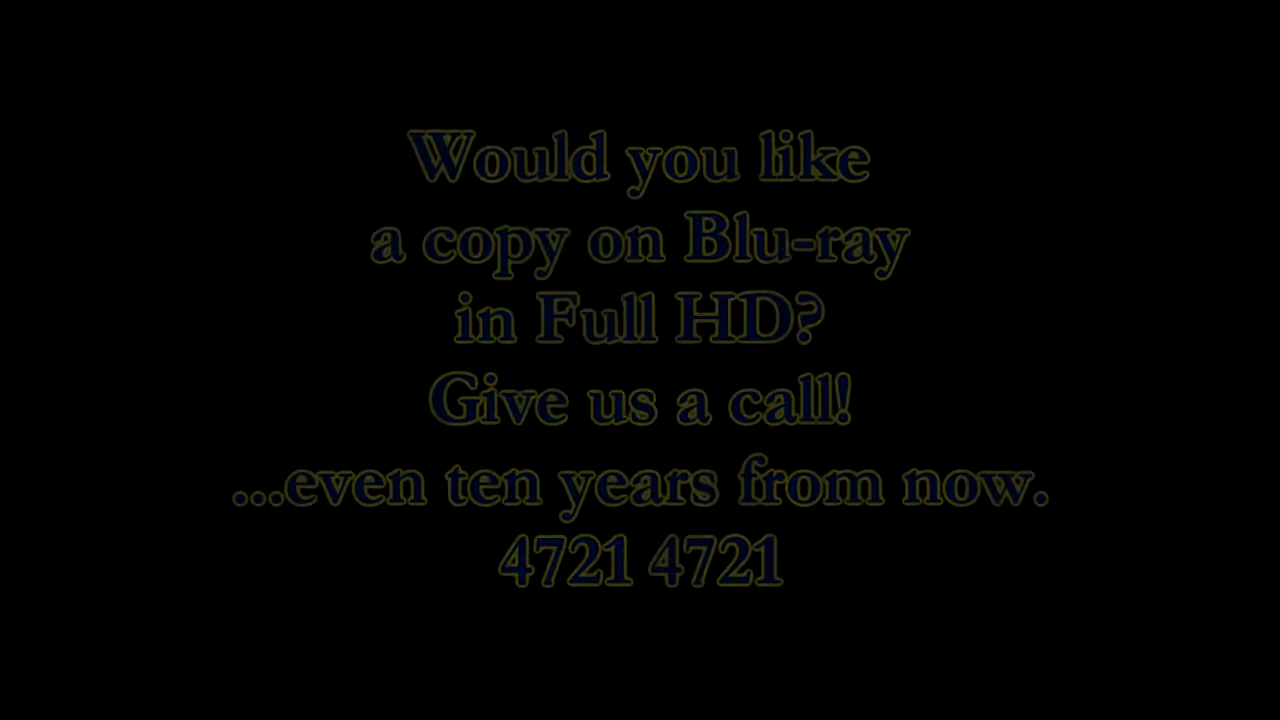 Would you like
a copy on Blu-ray
in Full HD?
Give us a call!
...even ten years from now.
4721 4721